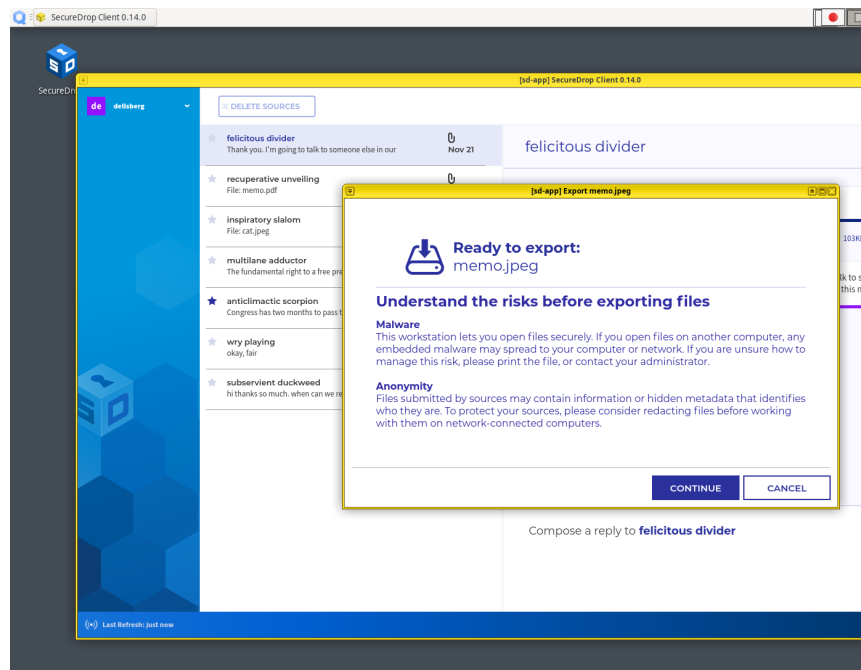 SecureDrop Client 0.14.0
SD
SecureDr
[sd-app] SecureDrop Client 0.14.0
de dellsberg
DELETE SOURCES
felicitous divider
Thank you. I'm going to talk to someone else in our
Nov 21
felicitous divider
recuperative unveiling
File: memo.pdf
inspiratory slalom
File: cat.jpeg
multilane adductor
The fundamental right to a free pre
anticlimactic scorpion
Congress has two months to pass t
wry playing
okay, fair
subservient duckweed
hi thanks so much. when can we re
103K
lk to s
this n
[sd-app] Export memo.jpeg
Ready to export:
memo.jpeg
Understand the risks before exporting files
Malware
This workstation lets you open files securely. If you open files on another computer, any
embedded malware may spread to your computer or network. If you are unsure how to
manage this risk, please print the file, or contact your administrator.
Anonymity
Files submitted by sources may contain information or hidden metadata that identifies
who they are. To protect your sources, please consider redacting files before working
with them on network-connected computers.
CONTINUE
CANCEL
SD
Compose a reply to felicitous divider
Last Refresh: just now